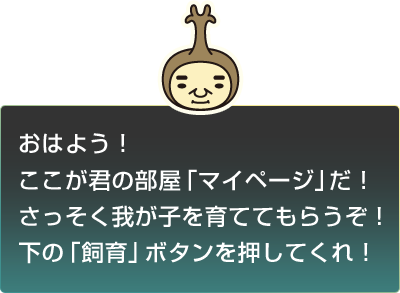 おはよう！
ここが君の部屋「マイページ」だ！
さっそく我が子を育ててもらうぞ！
下の「飼育」ボタンを押してくれ！